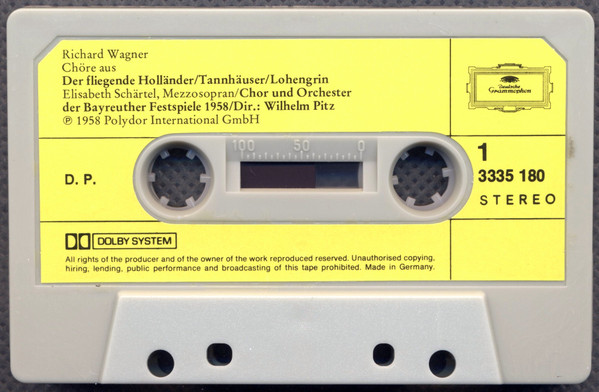 Richard Wagner
Chöre aus
Der fliegende Holländer/Tannhäuser/Lohengrin
Elisabeth Schärtel, Mezzosopran/Chor und Orchester
der Bayreuther Festspiele 1958/Dir.: Wilhelm Pitz
℗ 1958 Polydor International GmbH
Deutsche
Grammophon
100 50 0
1
D. P.
3335 180
STEREO
DOLBY SYSTEM
All rights of the producer and of the owner of the work reproduced reserved. Unauthorised copying,
hiring, lending, public performance and broadcasting of this tape prohibited. Made in Germany.